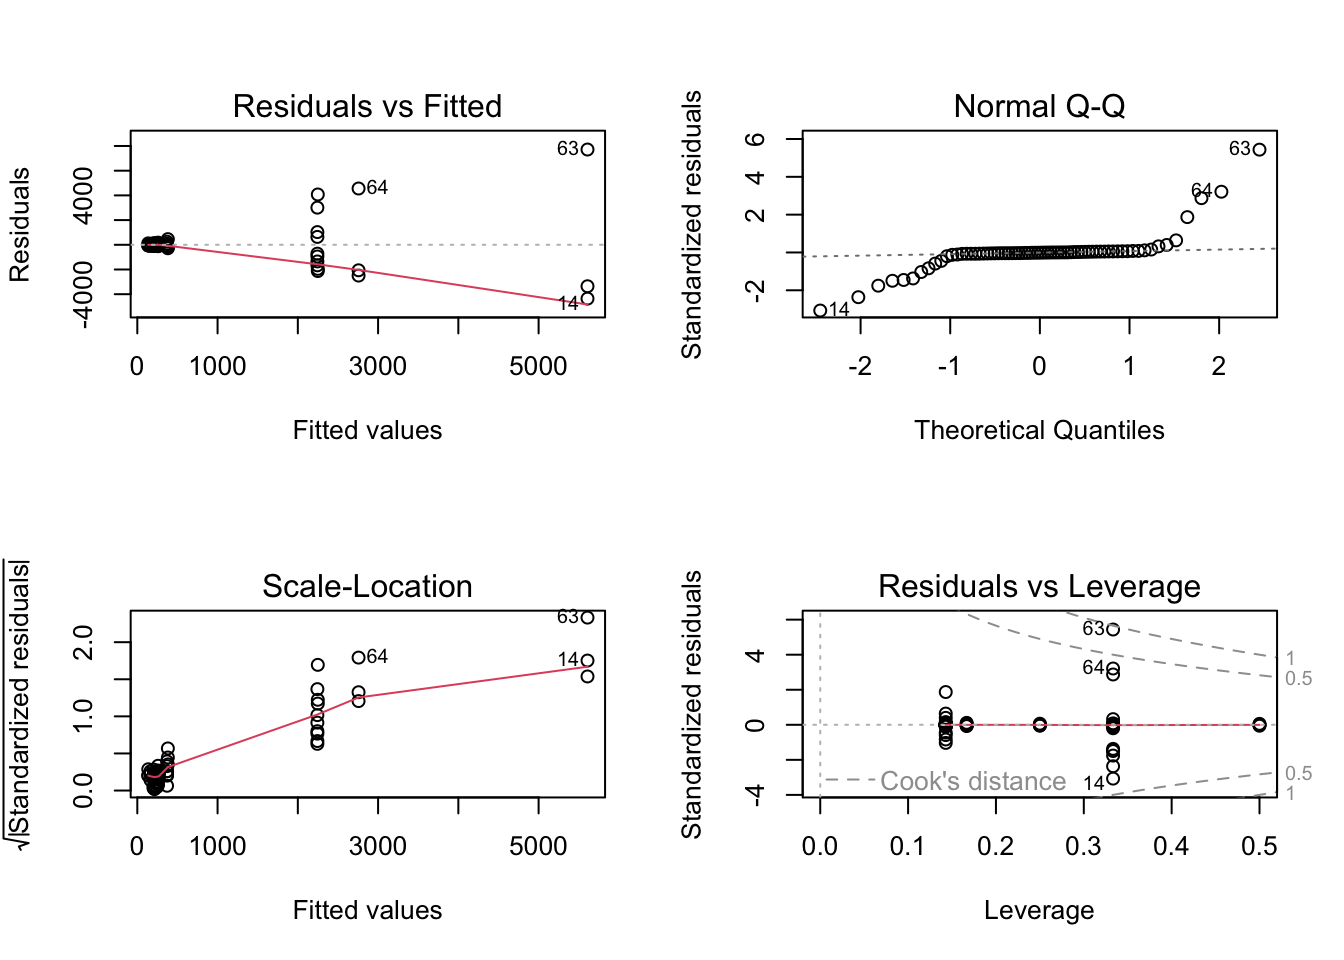 Residuals vs Fitted
Residuals
4000
-4000
63
64
14
0 1000 3000 5000
Fitted values
Normal Q-Q
Standardized residuals
6
4
2
-2
63
64
14
-2 -1 0 1 2
Theoretical Quantiles
Scale-Location
√|Standardized residuals|
2.0
1.0
0.0
63
64
14
0 1000 3000 5000
Fitted values
Residuals vs Leverage
Standardized residuals
4
0
-4
63
64
14
1
0.5
0.5
1
Cook's distance
0.0 0.1 0.2 0.3 0.4 0.5
Leverage